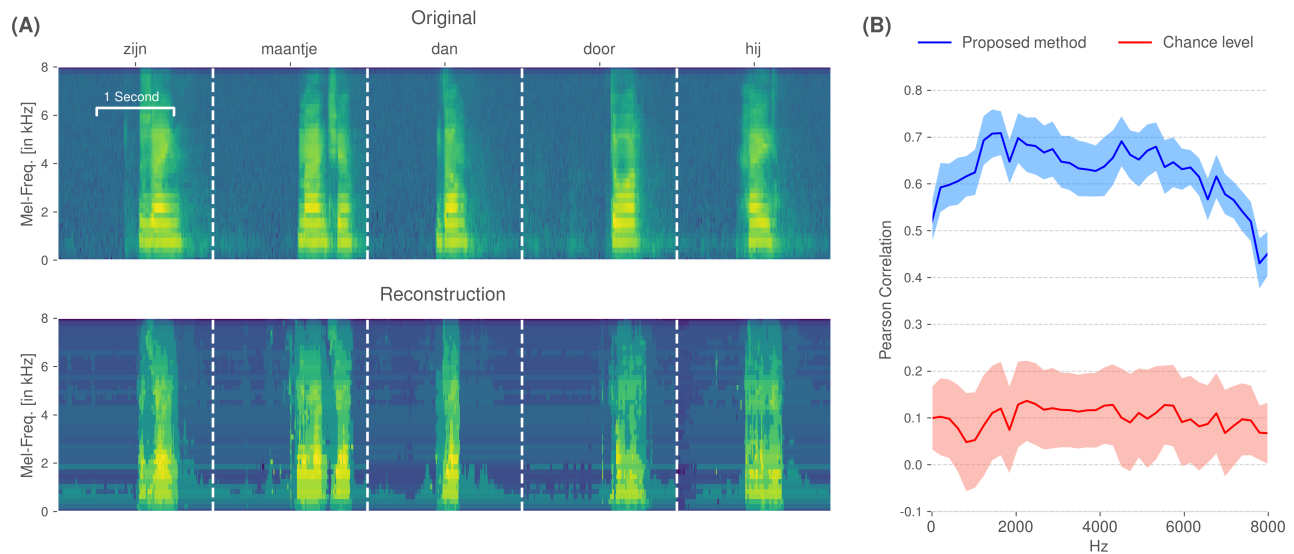 (A)
Original
zijn maantje dan door hij
8
6
4
2
0
Mel-Freq. [in kHz]
1 Second
Reconstruction
8
6
4
2
0
Mel-Freq. [in kHz]
(B)
Proposed method Chance level
0.8
0.7
0.6
0.5
0.4
0.3
0.2
0.1
0.0
-0.1
Pearson Correlation
0 2000 4000 6000 8000
Hz